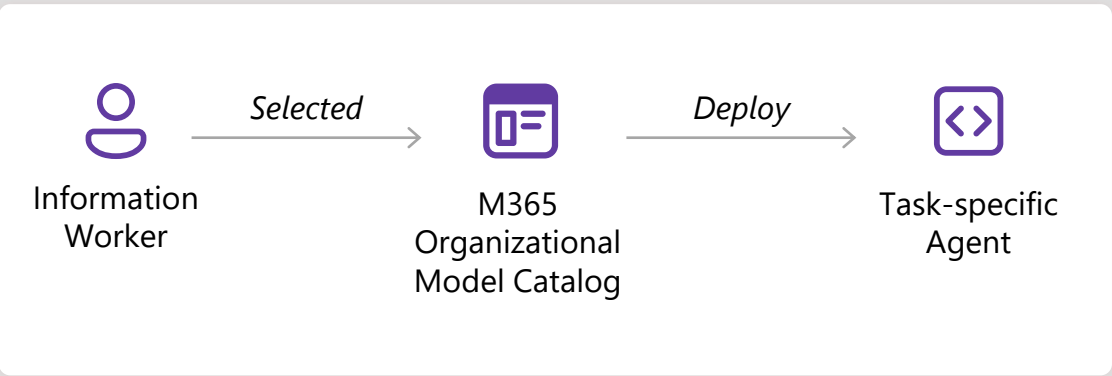 Selected
Deploy
Information
Worker
M365
Organizational
Model Catalog
Task-specific
Agent